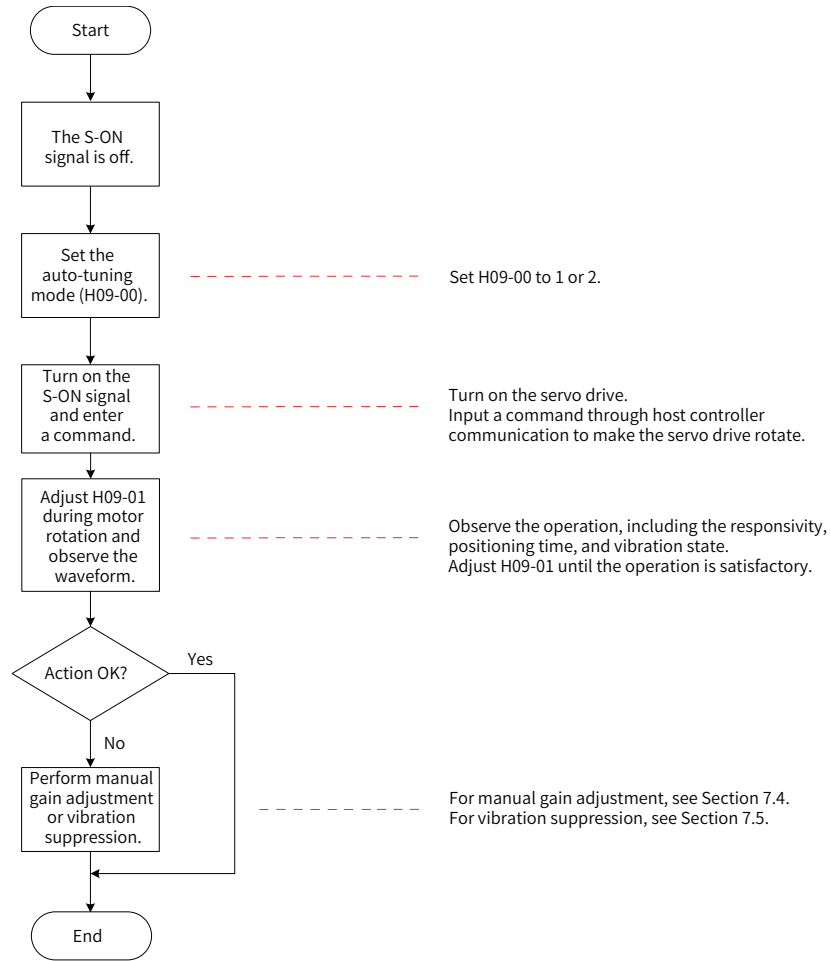 Start
The S-ON
signal is off.
Set the
auto-tuning
mode (H09-00).
Set H09-00 to 1 or 2.
Turn on the
S-ON signal
and enter
a command.
Turn on the servo drive.
Input a command through host controller
communication to make the servo drive rotate.
Adjust H09-01
during motor
rotation and
observe the
waveform.
Observe the operation, including the responsivity,
positioning time, and vibration state.
Adjust H09-01 until the operation is satisfactory.
Action OK?
Yes
No
Perform manual
gain adjustment
or vibration
suppression.
For manual gain adjustment, see Section 7.4.
For vibration suppression, see Section 7.5.
End